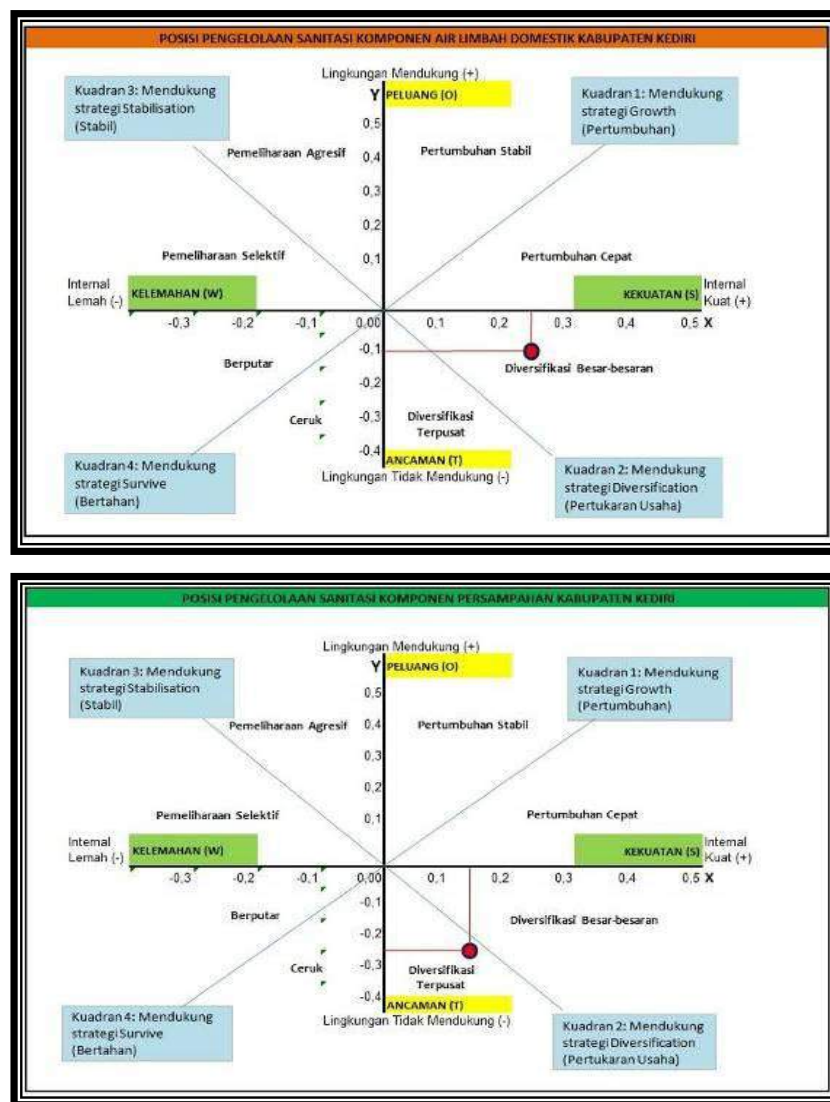 POSISI PENGELOLAAN SANITASI KOMPONEN AIR LIMBAH DOMESTIK KABUPATEN KEDIRI
Lingkungan Mendukung (+)
Kuadran 3: Mendukung
strategi Stabilisation
(Stabil)
Y PELUANG (O)
Kuadran 1: Mendukung
strategi Growth
(Pertumbuhan)
0,5
Pemeliharaan Agresif
0,4
Pertumbuhan Stabil
0,3
0,2
Pemeliharaan Selektif
0,1
Pertumbuhan Cepat
Internal
Lemah (-)
KELEMAHAN (W)
KEKUATAN (S)
Internal
Kuat (+)
-0,3 -0,2 -0,1 0,00 0,1 0,2 0,3 0,4 0,5 X
-0,1
Berputar
Diversifikasi Besar-besaran
-0,2
-0,3
Ceruk
Diversifikasi
Terpusat
-0,4
ANCAMAN (T)
Lingkungan Tidak Mendukung (-)
Kuadran 4: Mendukung
strategi Survive
(Bertahan)
Kuadran 2: Mendukung
strategi Diversification
(Pertukaran Usaha)
POSISI PENGELOLAAN SANITASI KOMPONEN PERSAMPAHAN KABUPATEN KEDIRI
Lingkungan Mendukung (+)
Kuadran 3: Mendukung
strategi Stabilisation
(Stabil)
Y PELUANG (O)
Kuadran 1: Mendukung
strategi Growth
(Pertumbuhan)
0,5
Pemeliharaan Agresif
0,4
Pertumbuhan Stabil
0,3
0,2
Pemeliharaan Selektif
0,1
Pertumbuhan Cepat
Internal
Lemah (-)
KELEMAHAN (W)
KEKUATAN (S)
Internal
Kuat (+)
-0,3 -0,2 -0,1 0,00 0,1 0,2 0,3 0,4 0,5 X
-0,1
Berputar
Diversifikasi Besar-besaran
-0,2
-0,3
Ceruk
Diversifikasi
Terpusat
-0,4
ANCAMAN (T)
Lingkungan Tidak Mendukung (-)
Kuadran 4: Mendukung
strategi Survive
(Bertahan)
Kuadran 2: Mendukung
strategi Diversification
(Pertukaran Usaha)